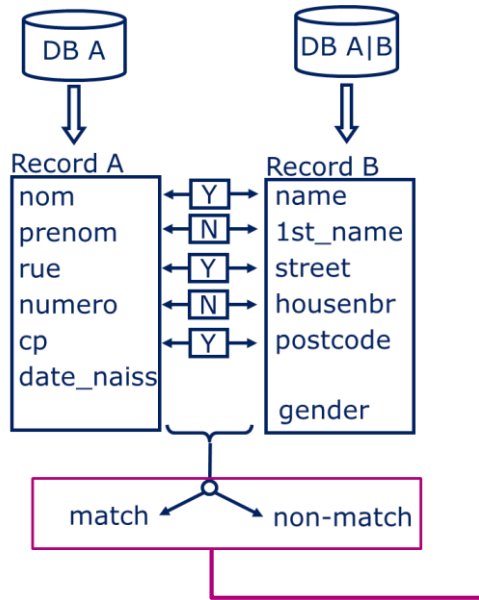 DB A
DB A|B
Record A
Record B
nom Y name
prenom N 1st_name
rue Y street
numero N housenbr
cp Y postcode
date_naiss
gender
match
non-match